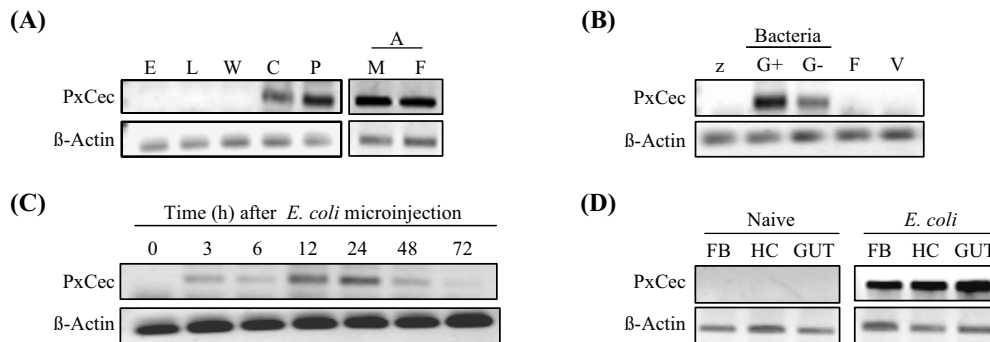 (A)
A
E L W C P M F
PxCec
ß-Actin
(B)
Bacteria
z G+ G- F V
PxCec
ß-Actin
(C)
Time (h) after E. coli microinjection
0 3 6 12 24 48 72
PxCec
ß-Actin
(D)
Naive E. coli
FB HC GUT FB HC GUT
PxCec
ß-Actin